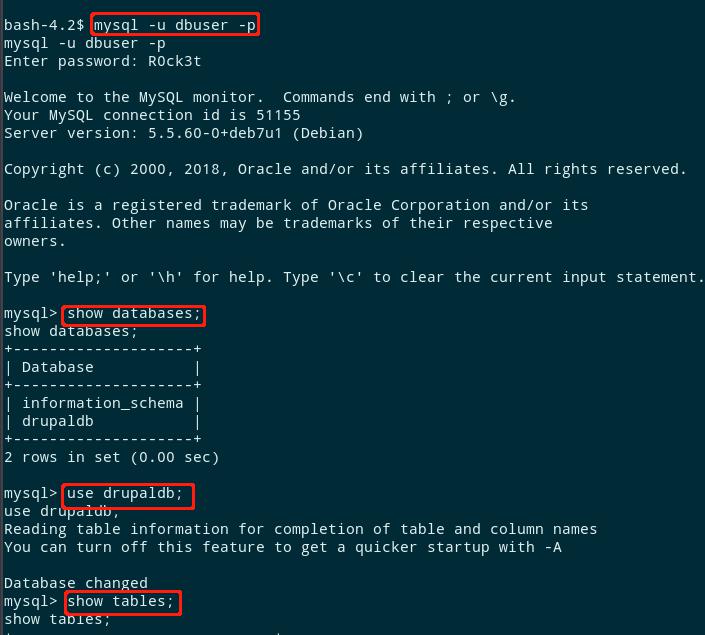 bash-4.2$ mysql -u dbuser -p
mysql -u dbuser -p
Enter password: R0ck3t
Welcome to the MySQL monitor.  Commands end with ; or \g.
Your MySQL connection id is 51155
Server version: 5.5.60-0+deb7u1 (Debian)
Copyright (c) 2000, 2018, Oracle and/or its affiliates. All rights reserved.
Oracle is a registered trademark of Oracle Corporation and/or its
affiliates. Other names may be trademarks of their respective
owners.
Type 'help;' or '\h' for help. Type '\c' to clear the current input statement.
mysql> show databases;
show databases;
+--------------------+
| Database           |
+--------------------+
| information_schema |
| drupaldb           |
+--------------------+
2 rows in set (0.00 sec)
mysql> use drupaldb;
use drupaldb;
Reading table information for completion of table and column names
You can turn off this feature to get a quicker startup with -A
Database changed
mysql> show tables;
show tables;